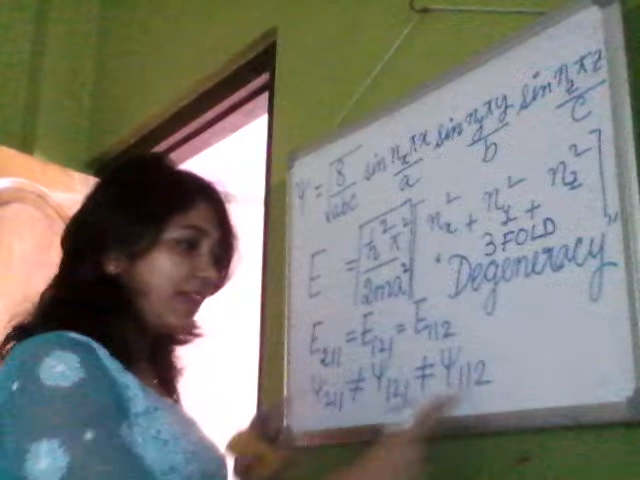 ψ = √8/√abc sin nₓπx/a sin n_yπy/b sin n_zπz/c
E = [ħ²π²/2ma²] [nₓ² + n_y² + n_z²]
3 FOLD
"Degeneracy"
E₂₁₁ = E₁₂₁ = E₁₁₂
ψ₂₁₁ ≠ ψ₁₂₁ ≠ ψ₁₁₂